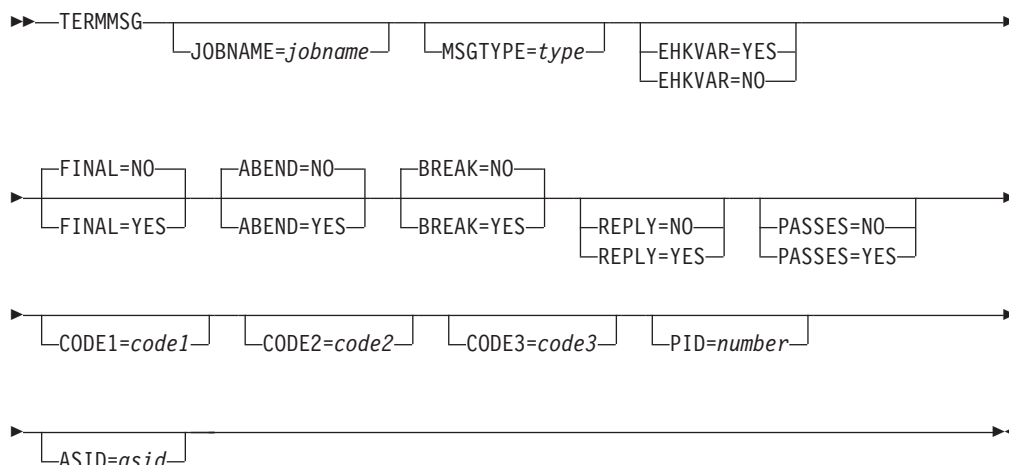 TERMMSG
JOBNAME=jobname MSGTYPE=type EHKVAR=YES
EHKVAR=NO
FINAL=NO ABEND=NO BREAK=NO
FINAL=YES ABEND=YES BREAK=YES REPLY=NO PASSES=NO
REPLY=YES PASSES=YES
CODE1=code1 CODE2=code2 CODE3=code3 PID=number
ASID=asid